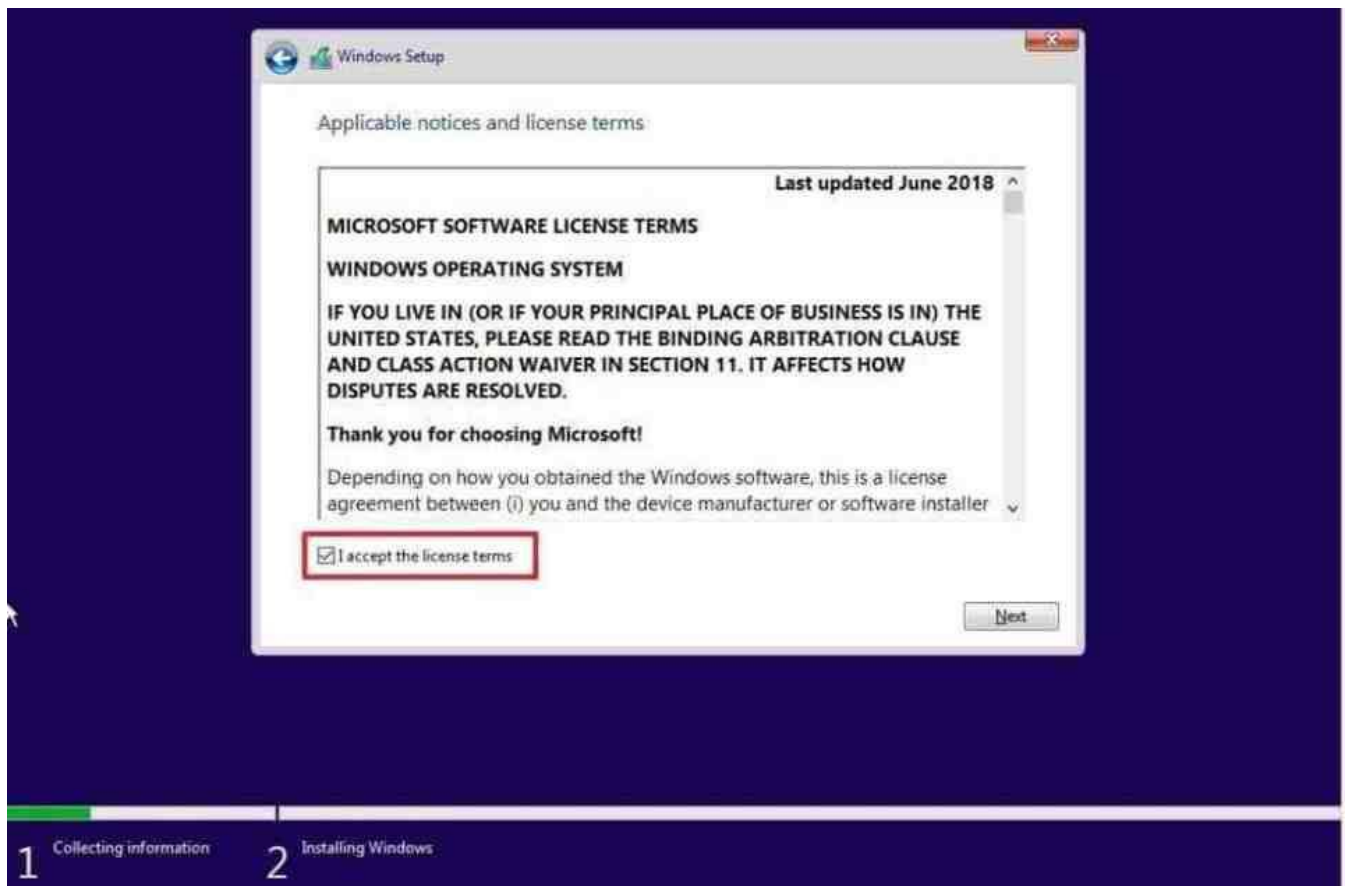 Windows Setup
Applicable notices and license terms
Last updated June 2018
MICROSOFT SOFTWARE LICENSE TERMS
WINDOWS OPERATING SYSTEM
IF YOU LIVE IN (OR IF YOUR PRINCIPAL PLACE OF BUSINESS IS IN) THE
UNITED STATES, PLEASE READ THE BINDING ARBITRATION CLAUSE
AND CLASS ACTION WAIVER IN SECTION 11. IT AFFECTS HOW
DISPUTES ARE RESOLVED.
Thank you for choosing Microsoft!
Depending on how you obtained the Windows software, this is a license
agreement between (i) you and the device manufacturer or software installer
I accept the license terms
Next
1 Collecting information
2 Installing Windows